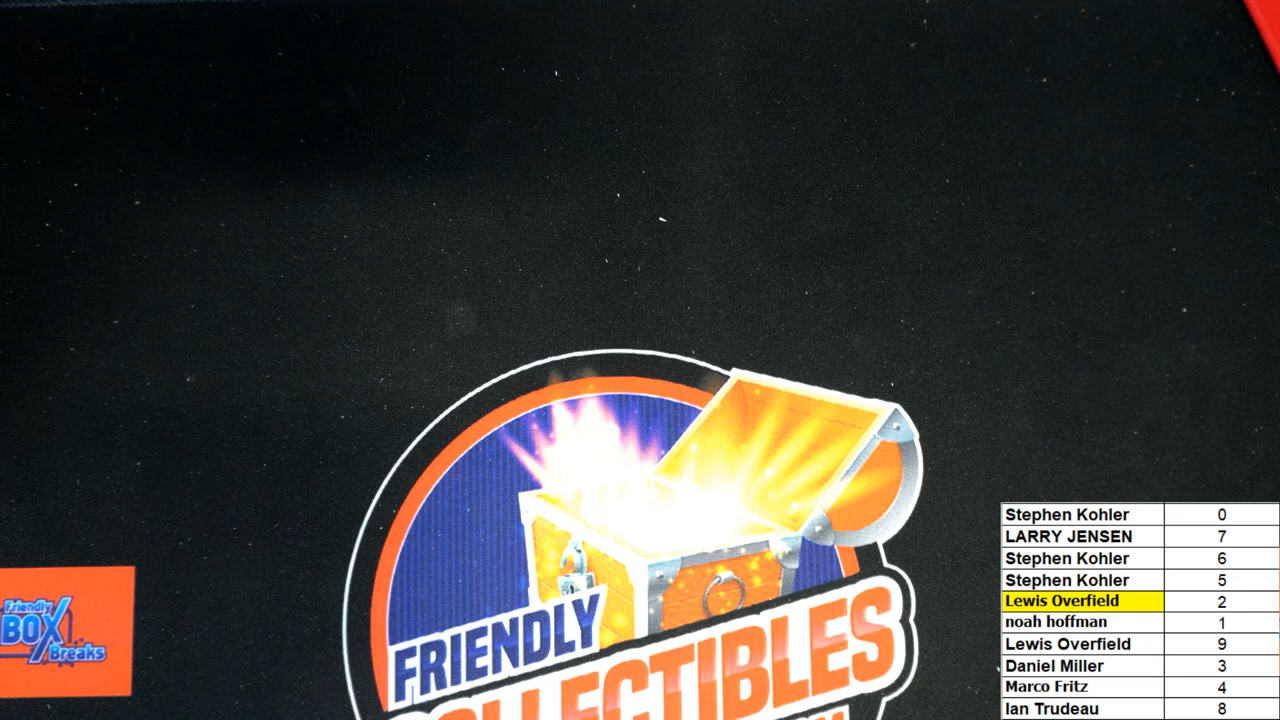 Friendly
BOX
Breaks
FRIENDLY
COLLECTIBLES
Stephen Kohler 0
LARRY JENSEN 7
Stephen Kohler 6
Stephen Kohler 5
Lewis Overfield 2
noah hoffman 1
Lewis Overfield 9
Daniel Miller 3
Marco Fritz 4
Ian Trudeau 8